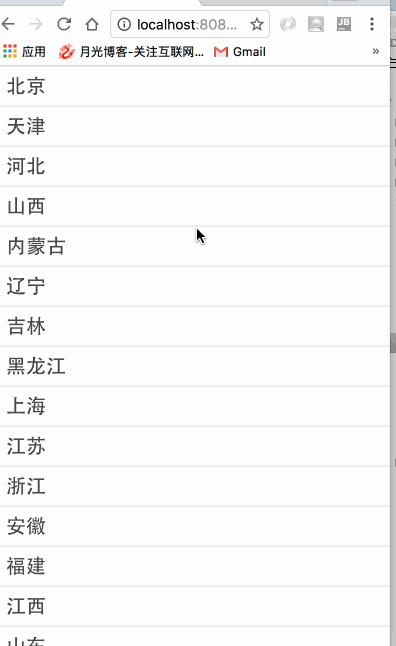 localhost:808...
应用 月光博客-关注互联网... Gmail »
北京
天津
河北
山西
内蒙古
辽宁
吉林
黑龙江
上海
江苏
浙江
安徽
福建
江西
山东